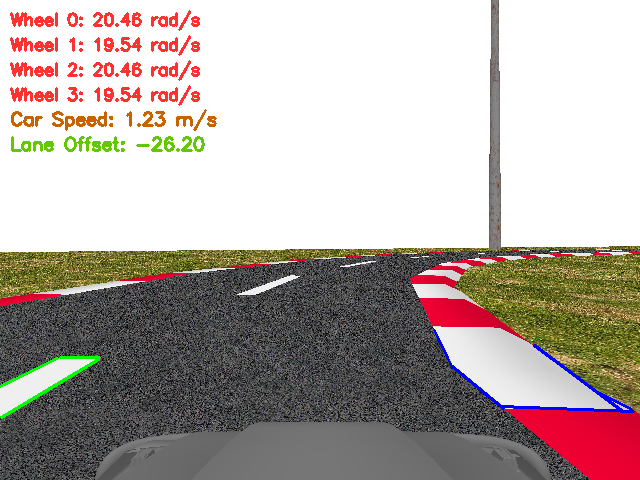 Wheel 0: 20.46 rad/s
Wheel 1: 19.54 rad/s
Wheel 2: 20.46 rad/s
Wheel 3: 19.54 rad/s
Car Speed: 1.23 m/s
Lane Offset: -26.20